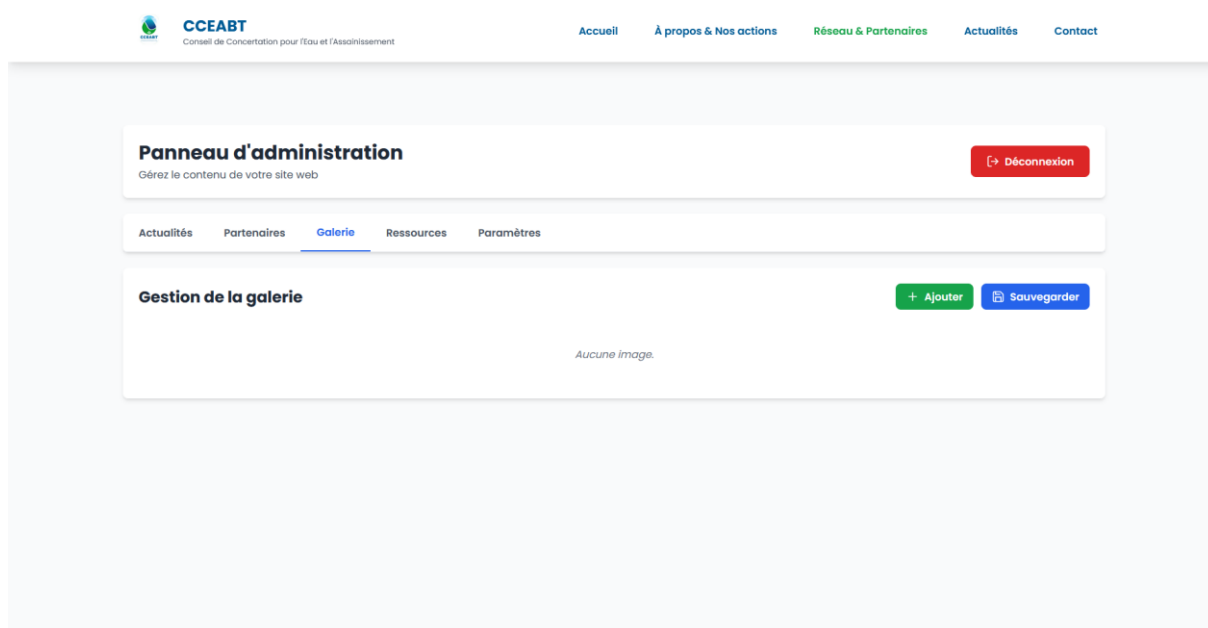 CCEABT
CCEABT
Conseil de Concertation pour l'Eau et l'Assainissement
Accueil
À propos & Nos actions
Réseau & Partenaires
Actualités
Contact
Panneau d'administration
Gérez le contenu de votre site web
Déconnexion
Actualités
Partenaires
Galerie
Ressources
Paramètres
Gestion de la galerie
+ Ajouter
Sauvegarder
Aucune image.